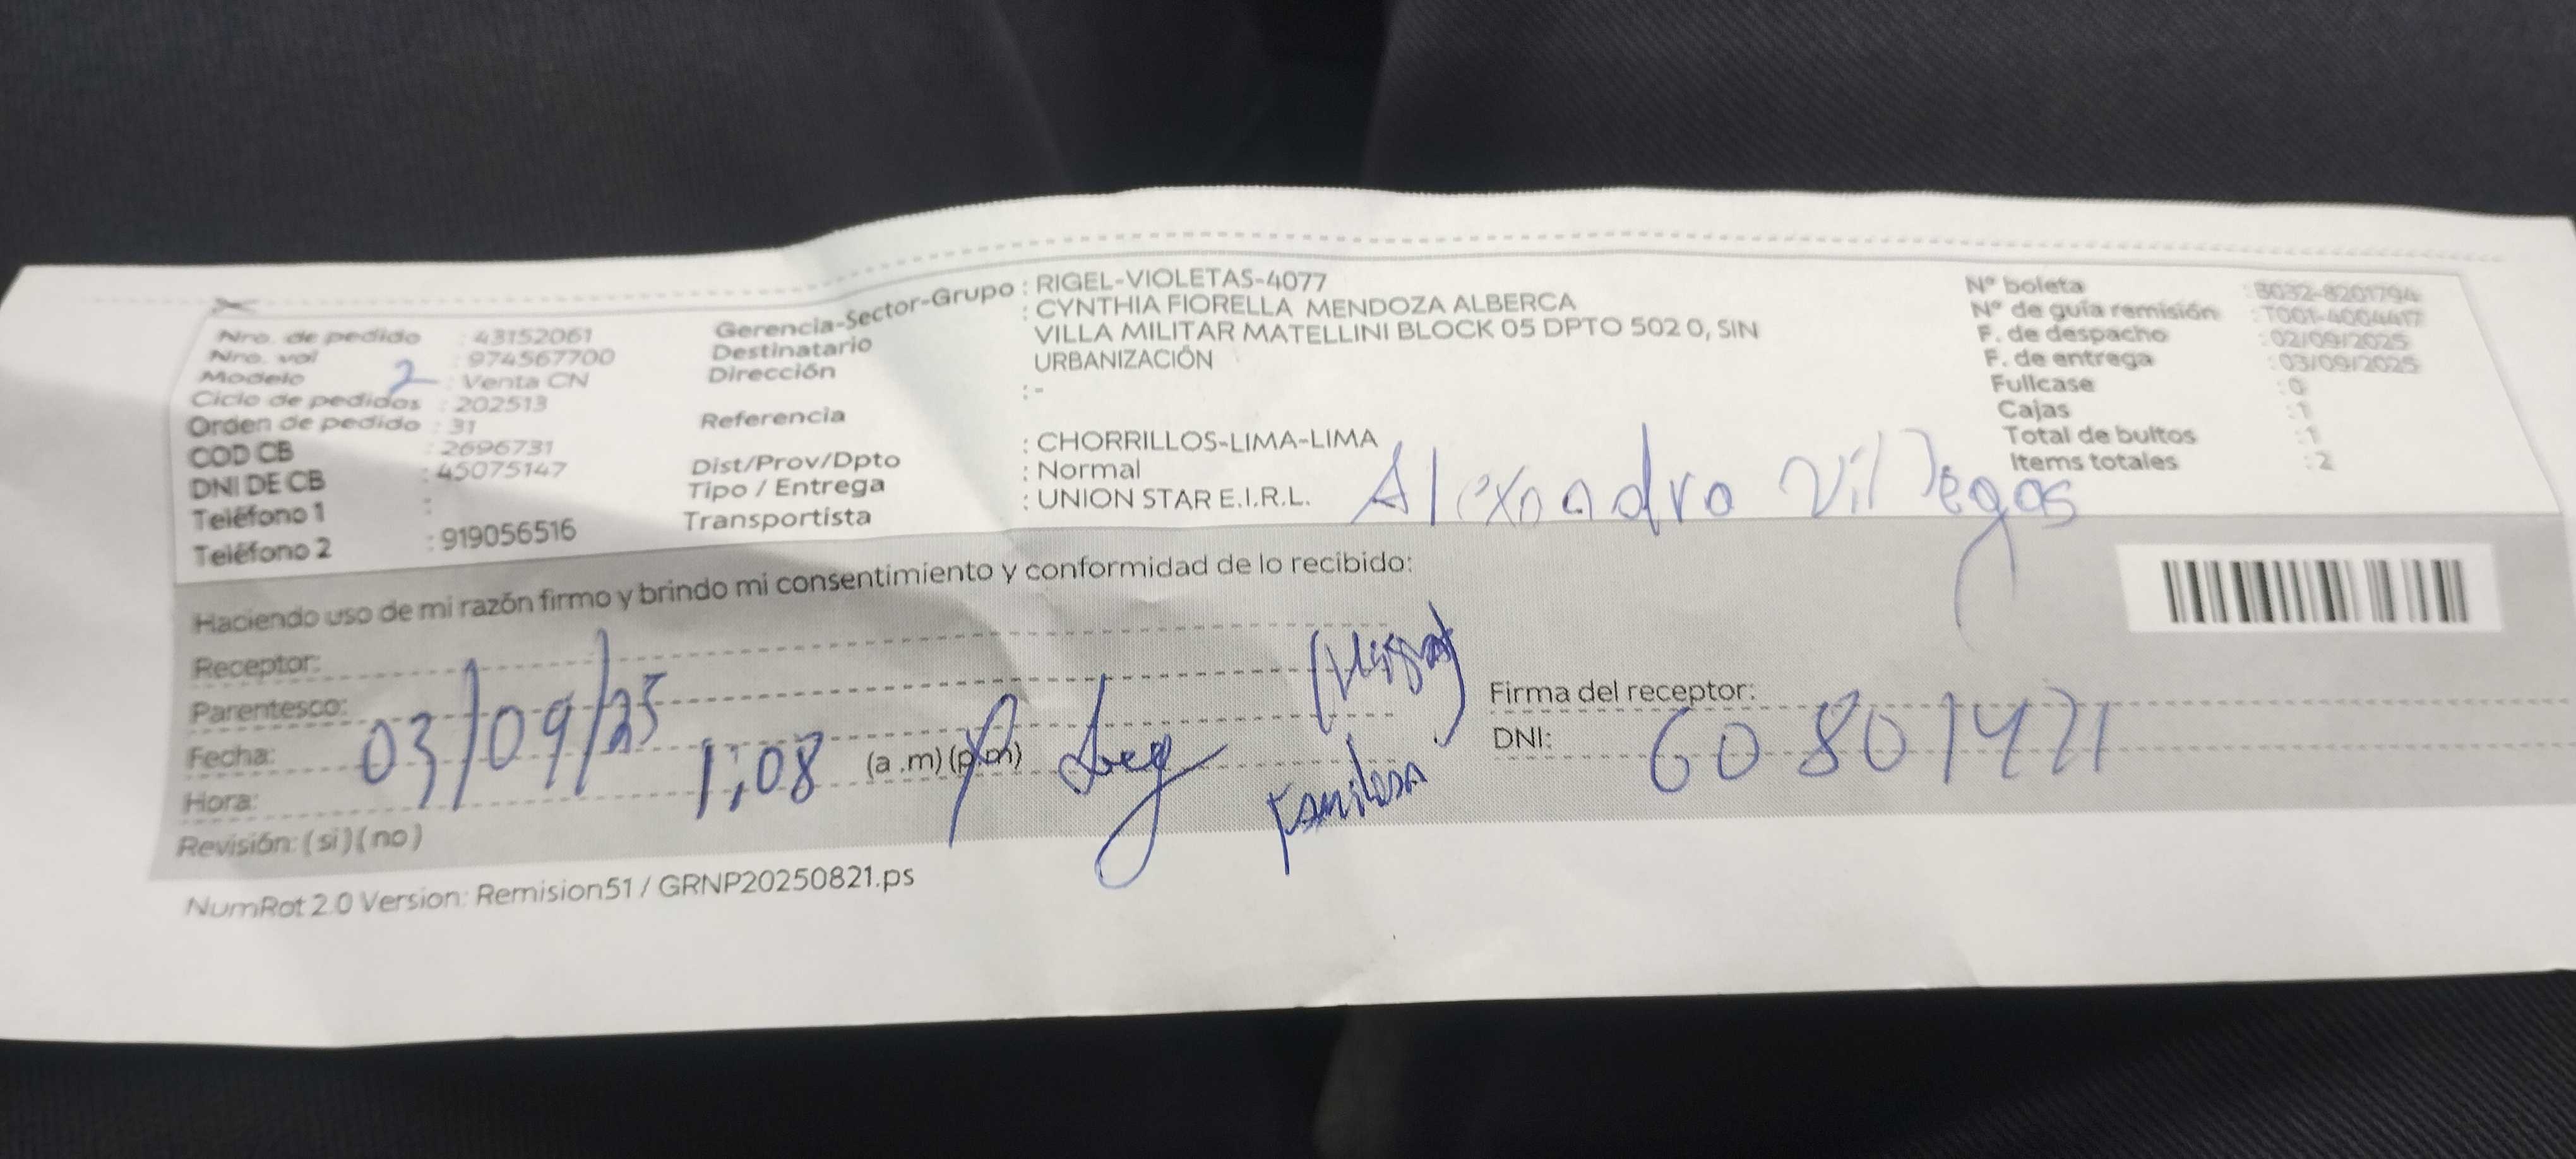 Nro. de pedido : 43152061
Nro. vol : 974567700
Modelo 2 : Venta CN
Ciclo de pedidos : 202513
Orden de pedido : 31
COD CB : 2696731
DNI DE CB : 45075147
Teléfono 1 :
Teléfono 2 : 919056516
Gerencia-Sector-Grupo : RIGEL-VIOLETAS-4077
Destinatario : CYNTHIA FIORELLA MENDOZA ALBERCA
Dirección VILLA MILITAR MATELLINI BLOCK 05 DPTO 502 0, SIN
URBANIZACIÓN
Referencia : -
Dist/Prov/Dpto : CHORRILLOS-LIMA-LIMA
Tipo / Entrega : Normal
Transportista : UNION STAR E.I.R.L.
N° boleta : B032-8201794
N° de guía remisión : T001-4004417
F. de despacho : 02/09/2025
F. de entrega : 03/09/2025
Fullcase : 0
Cajas : 1
Total de bultos : 1
Items totales : 2
Alexandra Villegas
Haciendo uso de mi razón firmo y brindo mi consentimiento y conformidad de lo recibido:
Receptor:
Parentesco:
Fecha: 03/09/25
Hora: 1:08 (a .m) (p.m)
Revisión: ( si ) ( no )
Firma del receptor:
DNI: 60801421
NumRot 2.0 Version: Remision51 / GRNP20250821.ps